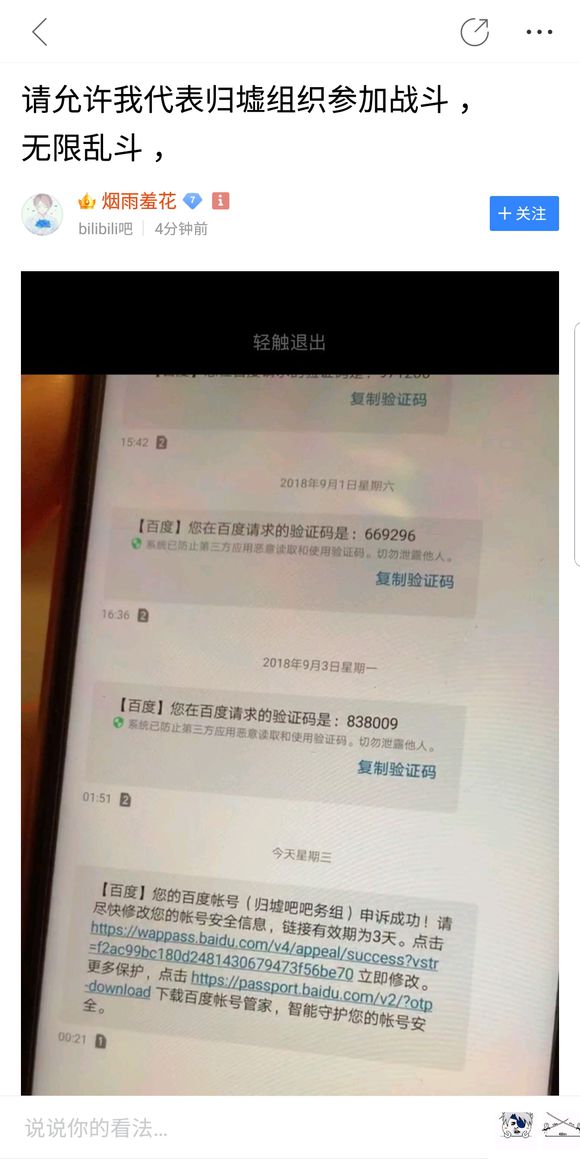 请允许我代表归墟组织参加战斗，
无限乱斗，
烟雨羞花 7
bilibili吧 4分钟前
+ 关注
轻触退出
复制验证码
15:42 2
2018年9月1日星期六
【百度】您在百度请求的验证码是：669296
系统已防止第三方应用恶意读取和使用验证码。切勿泄露他人。
复制验证码
16:36 2
2018年9月3日星期一
【百度】您在百度请求的验证码是：838009
系统已防止第三方应用恶意读取和使用验证码。切勿泄露他人。
复制验证码
01:51 2
今天星期三
【百度】您的百度帐号（归墟吧吧务组）申诉成功！请
尽快修改您的帐号安全信息，链接有效期为3天。点击
https://wappass.baidu.com/v4/appeal/success?vstr
=f2ac99bc180d2481430679473f56be70 立即修改。
更多保护，点击 https://passport.baidu.com/v2/?otp
-download 下载百度帐号管家，智能守护您的帐号安
全。
00:21 1
说说你的看法...